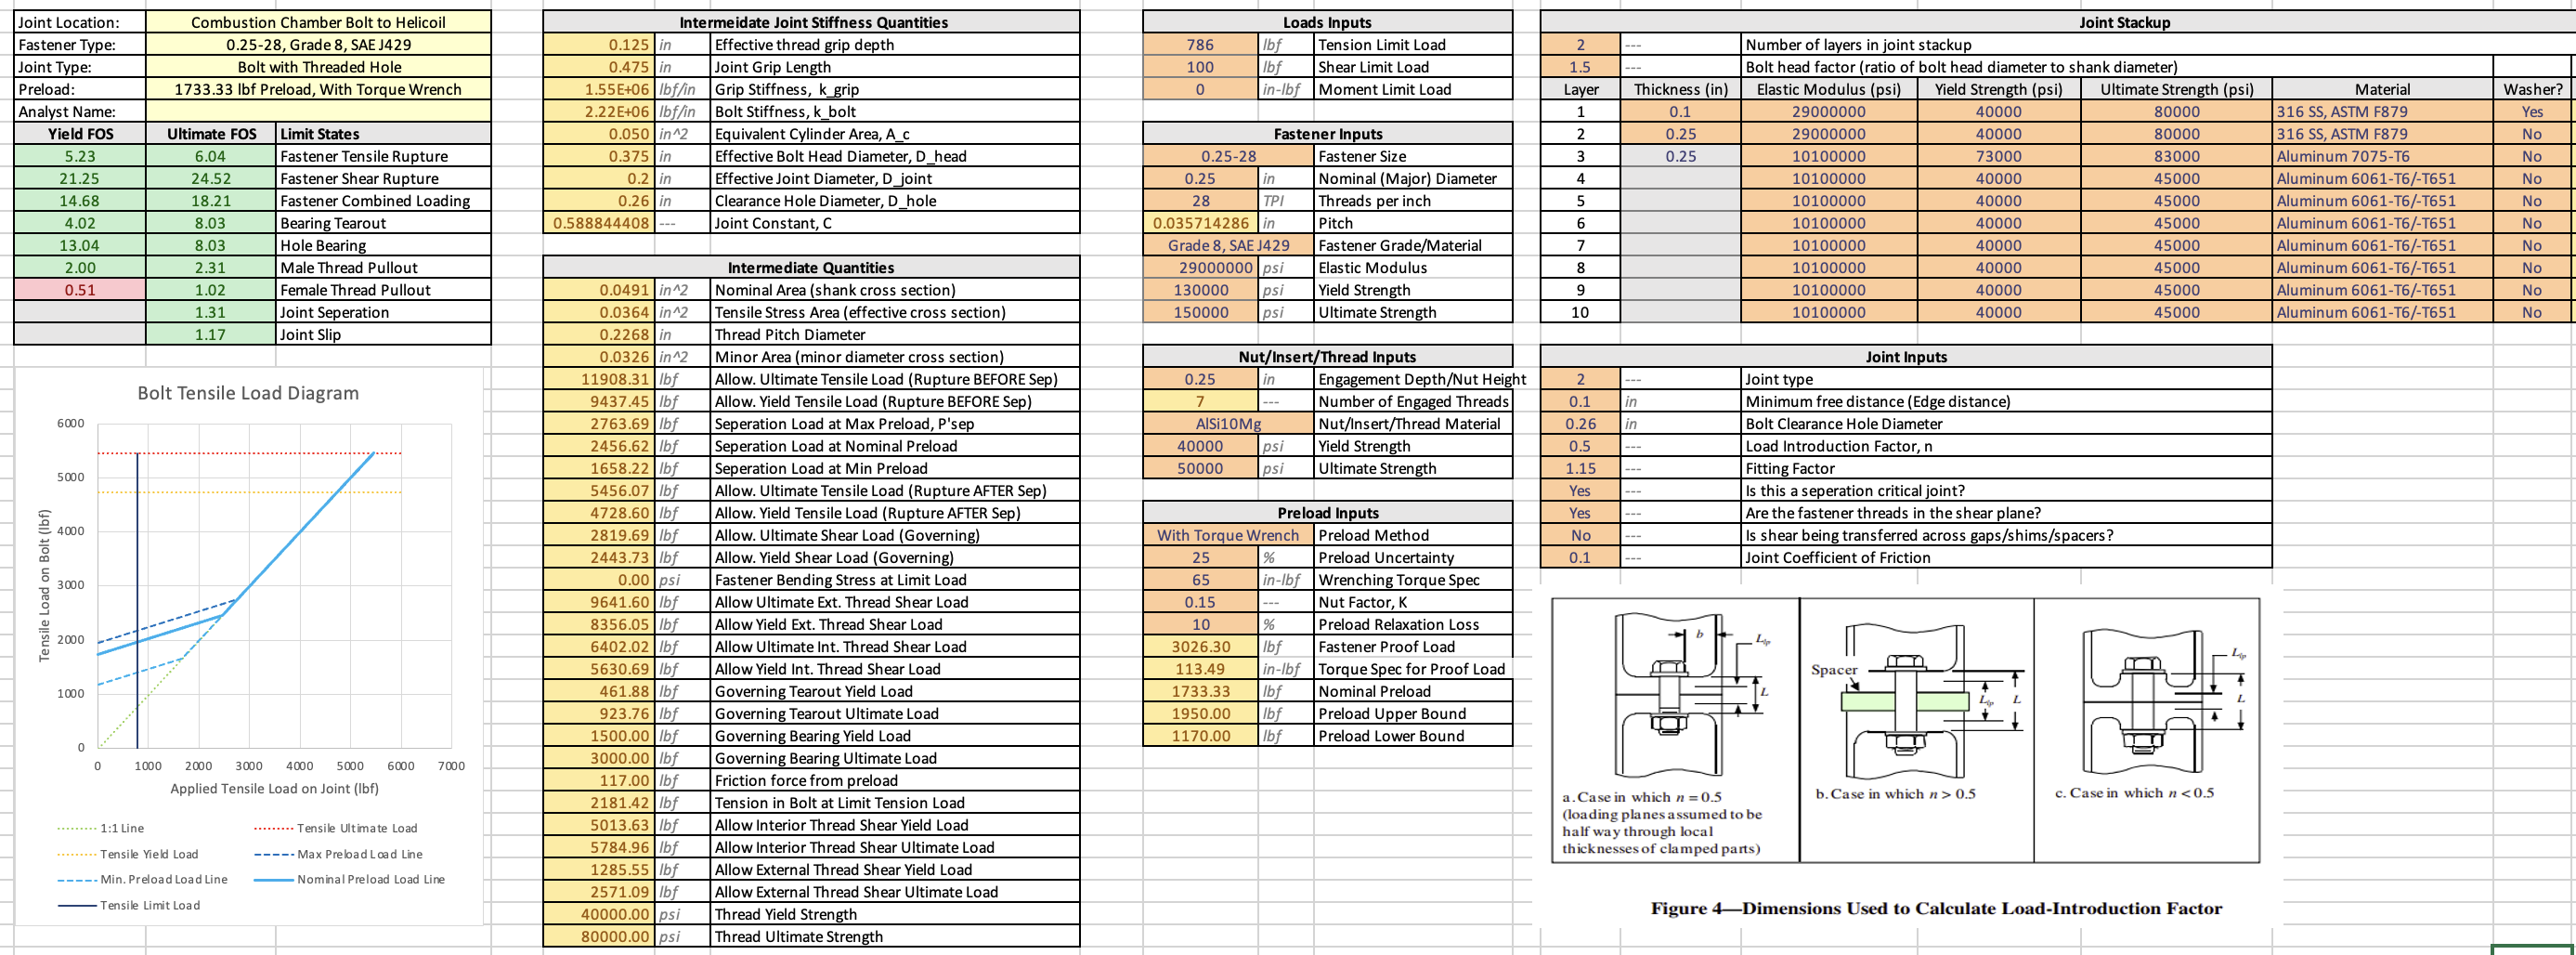 Joint Location: Combustion Chamber Bolt to Helicoil
Fastener Type: 0.25-28, Grade 8, SAE J429
Joint Type: Bolt with Threaded Hole
Preload: 1733.33 lbf Preload, With Torque Wrench
Analyst Name:
Yield FOS Ultimate FOS Limit States
5.23 6.04 Fastener Tensile Rupture
21.25 24.52 Fastener Shear Rupture
14.68 18.21 Fastener Combined Loading
4.02 8.03 Bearing Tearout
13.04 8.03 Hole Bearing
2.00 2.31 Male Thread Pullout
0.51 1.02 Female Thread Pullout
1.31 Joint Seperation
1.17 Joint Slip
Bolt Tensile Load Diagram
6000
5000
4000
3000
2000
1000
0
Tensile Load on Bolt (lbf)
0 1000 2000 3000 4000 5000 6000 7000
Applied Tensile Load on Joint (lbf)
1:1 Line Tensile Ultimate Load
Tensile Yield Load Max Preload Load Line
Min. Preload Load Line Nominal Preload Load Line
Tensile Limit Load
Intermeidate Joint Stiffness Quantities
0.125 in Effective thread grip depth
0.475 in Joint Grip Length
1.55E+06 lbf/in Grip Stiffness, k_grip
2.22E+06 lbf/in Bolt Stiffness, k_bolt
0.050 in^2 Equivalent Cylinder Area, A_c
0.375 in Effective Bolt Head Diameter, D_head
0.2 in Effective Joint Diameter, D_joint
0.26 in Clearance Hole Diameter, D_hole
0.588844408 --- Joint Constant, C
Intermediate Quantities
0.0491 in^2 Nominal Area (shank cross section)
0.0364 in^2 Tensile Stress Area (effective cross section)
0.2268 in Thread Pitch Diameter
0.0326 in^2 Minor Area (minor diameter cross section)
11908.31 lbf Allow. Ultimate Tensile Load (Rupture BEFORE Sep)
9437.45 lbf Allow. Yield Tensile Load (Rupture BEFORE Sep)
2763.69 lbf Seperation Load at Max Preload, P'sep
2456.62 lbf Seperation Load at Nominal Preload
1658.22 lbf Seperation Load at Min Preload
5456.07 lbf Allow. Ultimate Tensile Load (Rupture AFTER Sep)
4728.60 lbf Allow. Yield Tensile Load (Rupture AFTER Sep)
2819.69 lbf Allow. Ultimate Shear Load (Governing)
2443.73 lbf Allow. Yield Shear Load (Governing)
0.00 psi Fastener Bending Stress at Limit Load
9641.60 lbf Allow Ultimate Ext. Thread Shear Load
8356.05 lbf Allow Yield Ext. Thread Shear Load
6402.02 lbf Allow Ultimate Int. Thread Shear Load
5630.69 lbf Allow Yield Int. Thread Shear Load
461.88 lbf Governing Tearout Yield Load
923.76 lbf Governing Tearout Ultimate Load
1500.00 lbf Governing Bearing Yield Load
3000.00 lbf Governing Bearing Ultimate Load
117.00 lbf Friction force from preload
2181.42 lbf Tension in Bolt at Limit Tension Load
5013.63 lbf Allow Interior Thread Shear Yield Load
5784.96 lbf Allow Interior Thread Shear Ultimate Load
1285.55 lbf Allow External Thread Shear Yield Load
2571.09 lbf Allow External Thread Shear Ultimate Load
40000.00 psi Thread Yield Strength
80000.00 psi Thread Ultimate Strength
Loads Inputs
786 lbf Tension Limit Load
100 lbf Shear Limit Load
0 in-lbf Moment Limit Load
Fastener Inputs
0.25-28 Fastener Size
0.25 in Nominal (Major) Diameter
28 TPI Threads per inch
0.035714286 in Pitch
Grade 8, SAE J429 Fastener Grade/Material
29000000 psi Elastic Modulus
130000 psi Yield Strength
150000 psi Ultimate Strength
Nut/Insert/Thread Inputs
0.25 in Engagement Depth/Nut Height
7 --- Number of Engaged Threads
AlSi10Mg Nut/Insert/Thread Material
40000 psi Yield Strength
50000 psi Ultimate Strength
Preload Inputs
With Torque Wrench Preload Method
25 % Preload Uncertainty
65 in-lbf Wrenching Torque Spec
0.15 --- Nut Factor, K
10 % Preload Relaxation Loss
3026.30 lbf Fastener Proof Load
113.49 in-lbf Torque Spec for Proof Load
1733.33 lbf Nominal Preload
1950.00 lbf Preload Upper Bound
1170.00 lbf Preload Lower Bound
Joint Stackup
2 --- Number of layers in joint stackup
1.5 --- Bolt head factor (ratio of bolt head diameter to shank diameter)
Layer Thickness (in) Elastic Modulus (psi) Yield Strength (psi) Ultimate Strength (psi) Material Washer?
1 0.1 29000000 40000 80000 316 SS, ASTM F879 Yes
2 0.25 29000000 40000 80000 316 SS, ASTM F879 No
3 0.25 10100000 73000 83000 Aluminum 7075-T6 No
4 10100000 40000 45000 Aluminum 6061-T6/-T651 No
5 10100000 40000 45000 Aluminum 6061-T6/-T651 No
6 10100000 40000 45000 Aluminum 6061-T6/-T651 No
7 10100000 40000 45000 Aluminum 6061-T6/-T651 No
8 10100000 40000 45000 Aluminum 6061-T6/-T651 No
9 10100000 40000 45000 Aluminum 6061-T6/-T651 No
10 10100000 40000 45000 Aluminum 6061-T6/-T651 No
Joint Inputs
2 --- Joint type
0.1 in Minimum free distance (Edge distance)
0.26 in Bolt Clearance Hole Diameter
0.5 --- Load Introduction Factor, n
1.15 --- Fitting Factor
Yes --- Is this a seperation critical joint?
Yes --- Are the fastener threads in the shear plane?
No --- Is shear being transferred across gaps/shims/spacers?
0.1 --- Joint Coefficient of Friction
b Llp L
a. Case in which n = 0.5
(loading planes assumed to be
half way through local
thicknesses of clamped parts)
Spacer Llp L
b. Case in which n > 0.5
Llp L
c. Case in which n < 0.5
Figure 4—Dimensions Used to Calculate Load-Introduction Factor